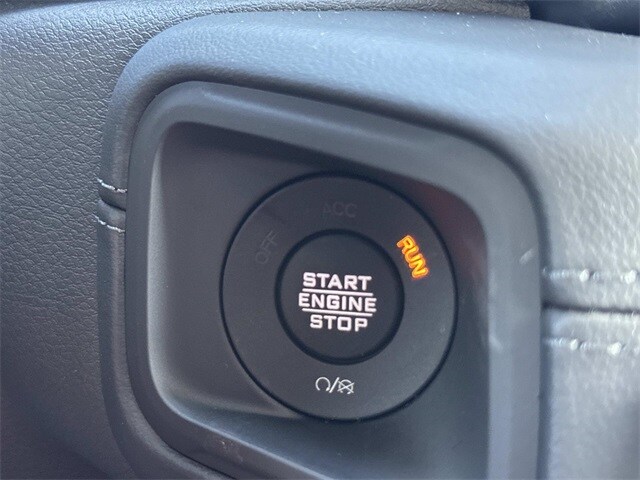 ACC
OFF
RUN
START
ENGINE
STOP